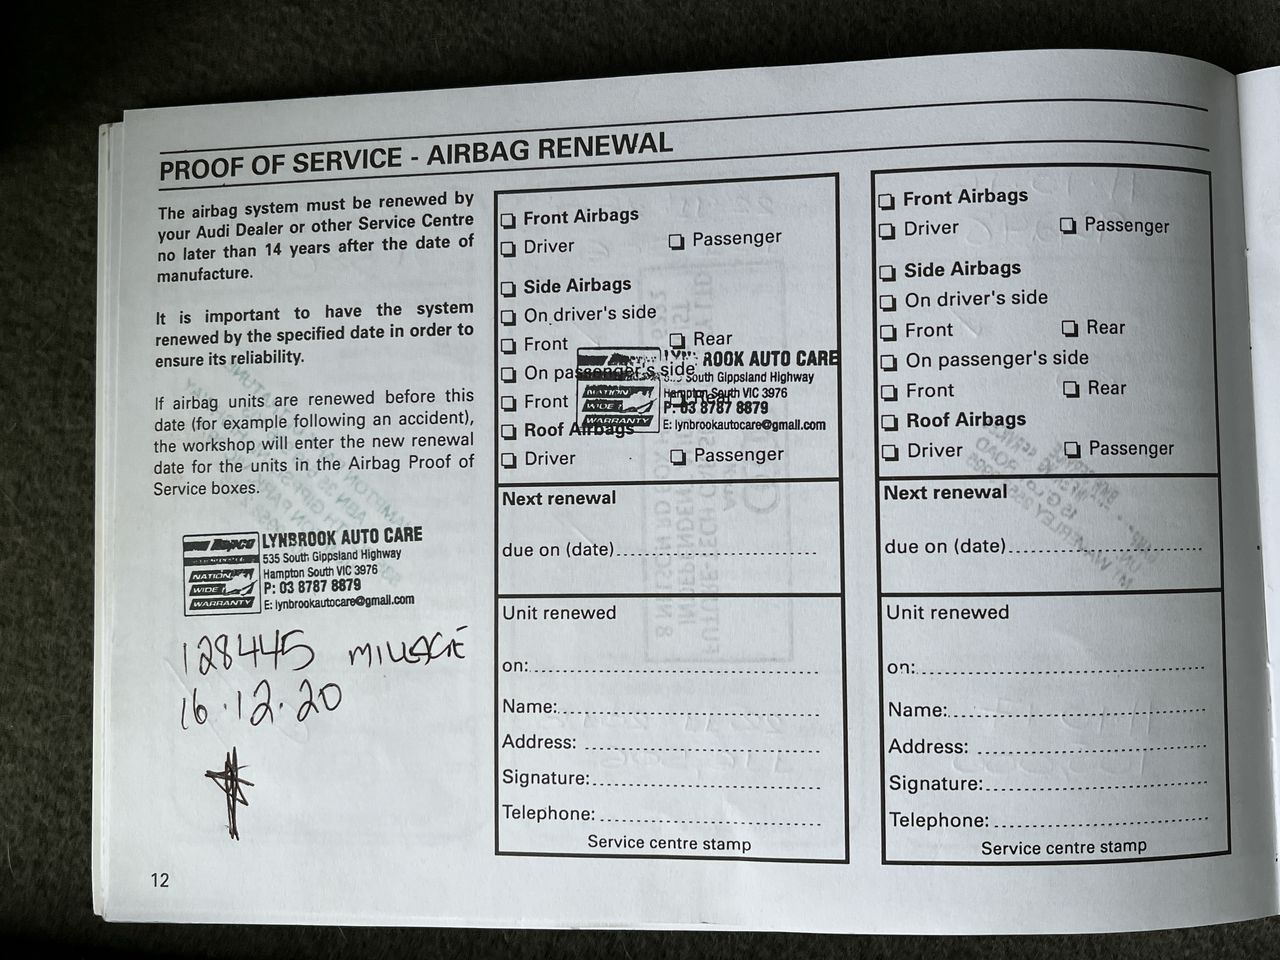 PROOF OF SERVICE - AIRBAG RENEWAL
The airbag system must be renewed by
your Audi Dealer or other Service Centre
no later than 14 years after the date of
manufacture.
It is important to have the system
renewed by the specified date in order to
ensure its reliability.
If airbag units are renewed before this
date (for example following an accident),
the workshop will enter the new renewal
date for the units in the Airbag Proof of
Service boxes.
Repco
LYNBROOK AUTO CARE
535 South Gippsland Highway
Hampton South VIC 3976
P: 03 8787 8879
E: lynbrookautocare@gmail.com
NATION
WIDE
WARRANTY
128445 MILEAGE
16.12.20
12
Front Airbags
Driver Passenger
Side Airbags
On driver's side
Front Rear
On passenger's side
Front Rear
Roof Airbags
Driver Passenger
ROOK AUTO CARE
South Gippsland Highway
Hampton South VIC 3976
P: 03 8787 8879
E: lynbrookautocare@gmail.com
NATION
WIDE
WARRANTY
Next renewal
due on (date)
Unit renewed
on:
Name:
Address:
Signature:
Telephone:
Service centre stamp
Front Airbags
Driver Passenger
Side Airbags
On driver's side
Front Rear
On passenger's side
Front Rear
Roof Airbags
Driver Passenger
Next renewal
due on (date)
Unit renewed
on:
Name:
Address:
Signature:
Telephone:
Service centre stamp